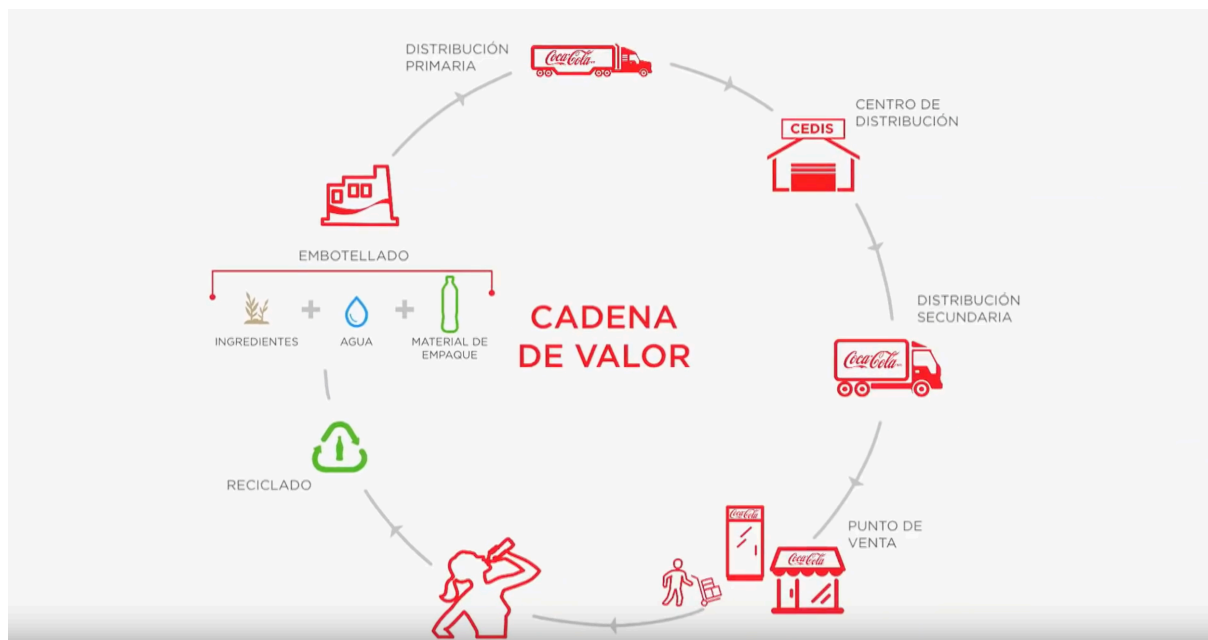 DISTRIBUCIÓN
PRIMARIA
Coca-Cola
CENTRO DE
DISTRIBUCIÓN
CEDIS
EMBOTELLADO
INGREDIENTES
+
AGUA
+
MATERIAL DE
EMPAQUE
CADENA
DE VALOR
DISTRIBUCIÓN
SECUNDARIA
Coca-Cola
RECICLADO
PUNTO DE
VENTA
Coca-Cola
Coca-Cola